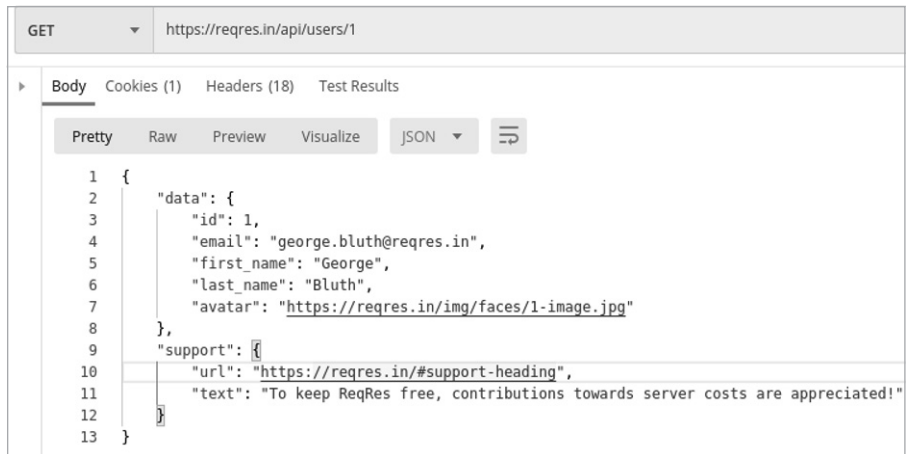 GET https://reqres.in/api/users/1
Body Cookies (1) Headers (18) Test Results
Pretty Raw Preview Visualize JSON
1 {
2     "data": {
3         "id": 1,
4         "email": "george.bluth@reqres.in",
5         "first_name": "George",
6         "last_name": "Bluth",
7         "avatar": "https://reqres.in/img/faces/1-image.jpg"
8     },
9     "support": {
10         "url": "https://reqres.in/#support-heading",
11         "text": "To keep ReqRes free, contributions towards server costs are appreciated!"
12     }
13 }